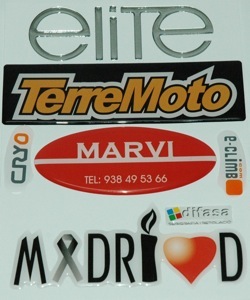 elite
TerreMoto
CRYO
MARVI
TEL: 938 49 53 66
e-climb
difasa
MADRID